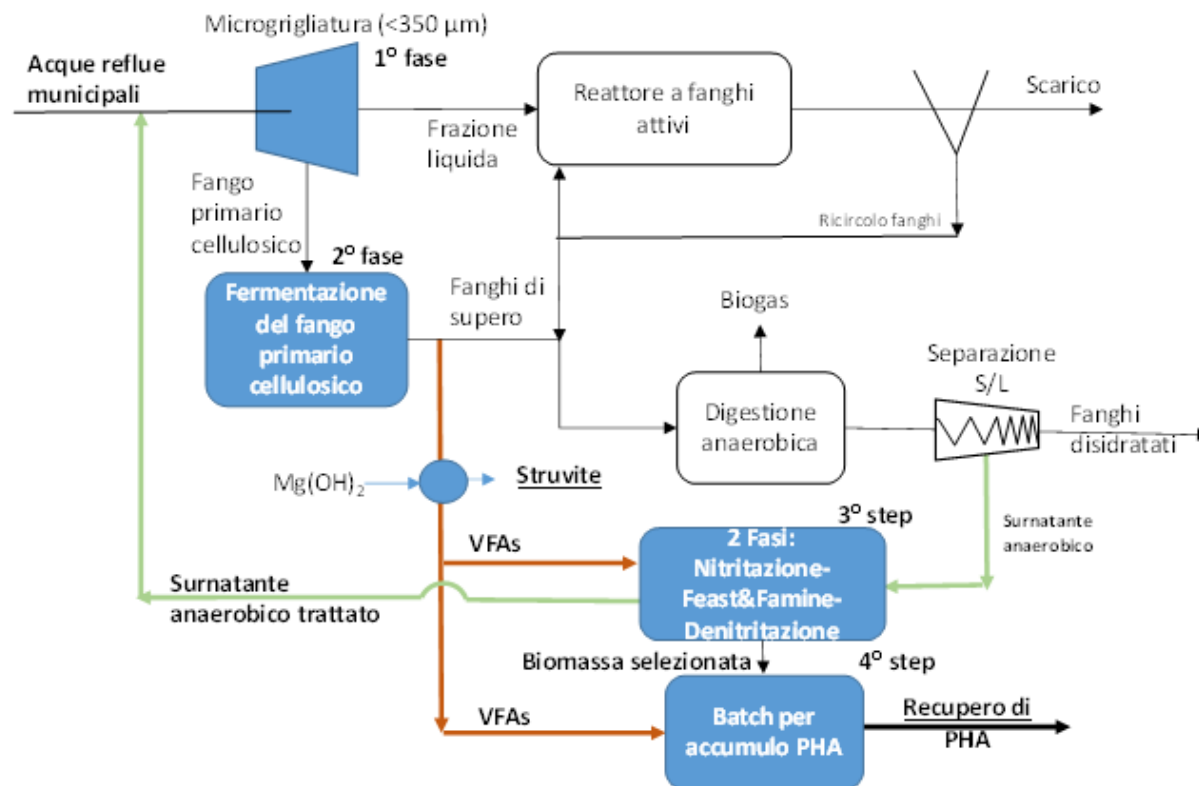 Microgrigliatura (<350 µm)
1° fase
Acque reflue
municipali
Reattore a fanghi
attivi
Scarico
Frazione
liquida
Fango
primario
cellulosico
Ricircolo fanghi
2° fase
Fermentazione
del fango
primario
cellulosico
Fanghi di
supero
Biogas
Separazione
S/L
Digestione
anaerobica
Fanghi
disidratati
Mg(OH)₂
Struvite
3° step
Surnatante
anaerobico
VFAs
2 Fasi:
Nitritazione-
Feast&Famine-
Denitritazione
Surnatante
anaerobico trattato
Biomassa selezionata
4° step
VFAs
Batch per
accumulo PHA
Recupero di
PHA